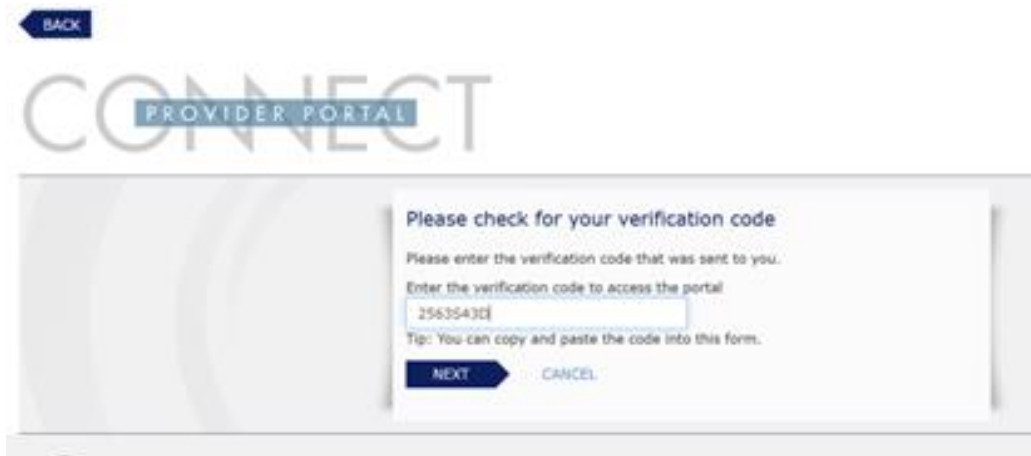 BACK
CONNECT
PROVIDER PORTAL
Please check for your verification code
Please enter the verification code that was sent to you.
Enter the verification code to access the portal
2563543D
Tip: You can copy and paste the code into this form.
NEXT CANCEL